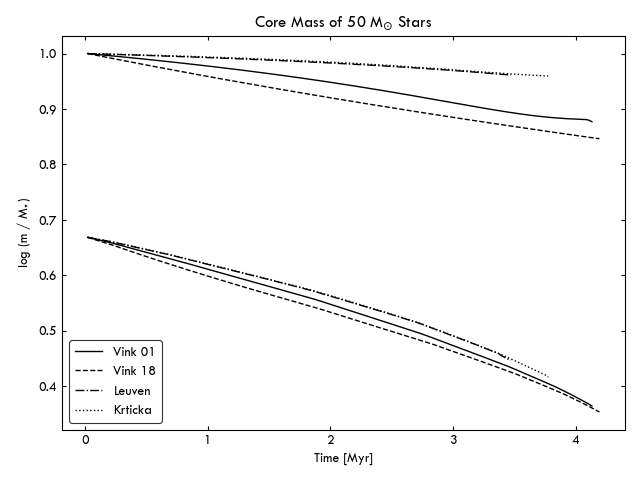 Core Mass of 50 M☉ Stars
log (m / M⋆)
1.0
0.9
0.8
0.7
0.6
0.5
0.4
Vink 01
Vink 18
Leuven
Krticka
0 1 2 3 4
Time [Myr]